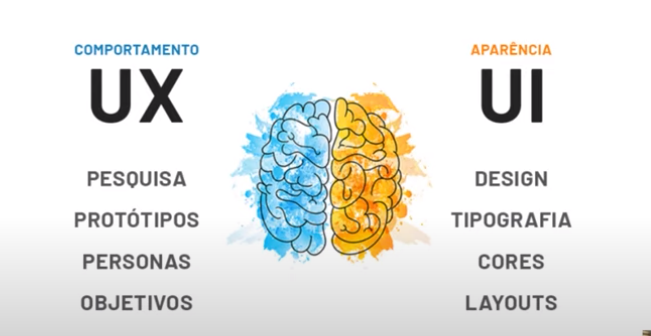 COMPORTAMENTO
UX
PESQUISA
PROTÓTIPOS
PERSONAS
OBJETIVOS
APARÊNCIA
UI
DESIGN
TIPOGRAFIA
CORES
LAYOUTS